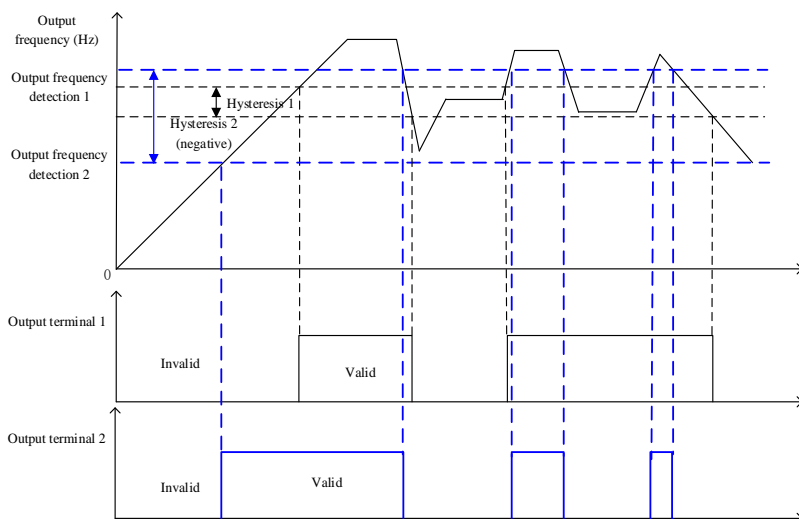 Output
frequency (Hz)
Output frequency
detection 1
Hysteresis 1
Hysteresis 2
(negative)
Output frequency
detection 2
0
Output terminal 1
Invalid
Valid
Output terminal 2
Invalid
Valid